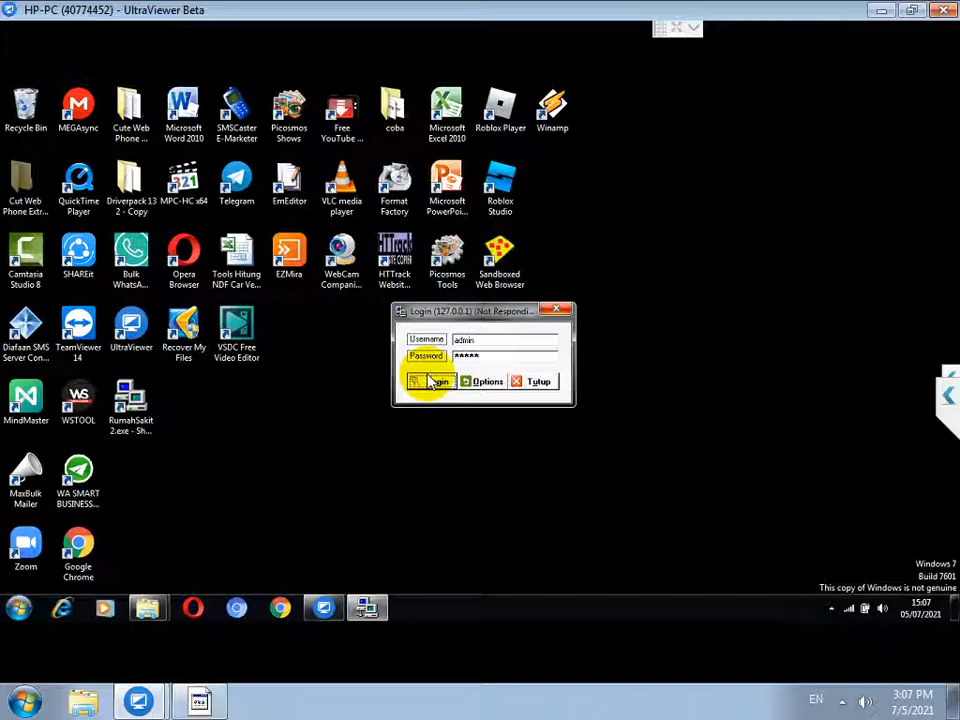 HP-PC (40774452) - UltraViewer Beta
Recycle Bin
MEGAsync
Cute Web
Phone ...
Microsoft
Word 2010
SMSCaster
E-Marketer
Picosmos
Shows
Free
YouTube ...
coba
Microsoft
Excel 2010
Roblox Player
Winamp
Cut Web
Phone Extr...
QuickTime
Player
Driverpack 13
2 - Copy
MPC-HC x64
Telegram
EmEditor
VLC media
player
Format
Factory
Microsoft
PowerPoi...
Roblox
Studio
Camtasia
Studio 8
SHAREit
Bulk
WhatsA...
Opera
Browser
Tools Hitung
NDF Car Ve...
EZMira
WebCam
Compani...
HTTrack
Websit...
Picosmos
Tools
Sandboxed
Web Browser
Login (127.0.0.1) (Not Respondi...
Username
admin
Password
*****
Options
Tutup
Diafaan SMS
Server Con...
TeamViewer
14
UltraViewer
Recover My
Files
VSDC Free
Video Editor
MindMaster
WSTOOL
RumahSakit
2.exe - Sh...
MaxBulk
Mailer
WA SMART
BUSINESS...
Zoom
Google
Chrome
Windows 7
Build 7601
This copy of Windows is not genuine
15:07
05/07/2021
EN
3:07 PM
7/5/2021